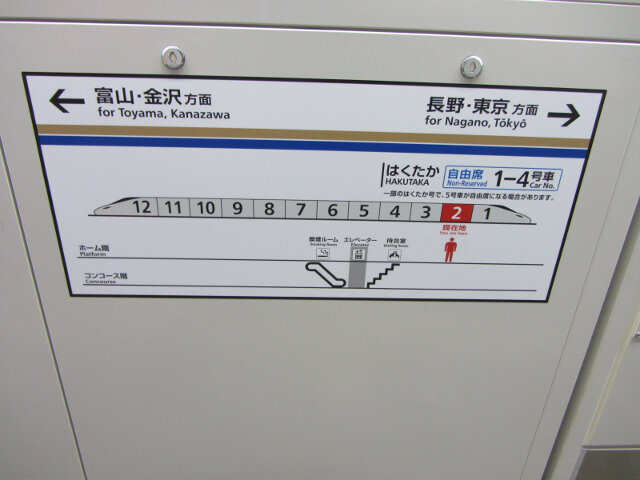 ← 富山・金沢方面
for Toyama, Kanazawa
長野・東京方面 →
for Nagano, Tōkyō
はくたか
HAKUTAKA
自由席
Non-Reserved
1-4号車
Car No.
一部のはくたか号で、5号車が自由席になる場合があります。
12 11 10 9 8 7 6 5 4 3 2 1
現在地
You are here
喫煙ルーム
Smoking Room
エレベーター
Elevator
待合室
Waiting Room
ホーム階
Platform
コンコース階
Concourse